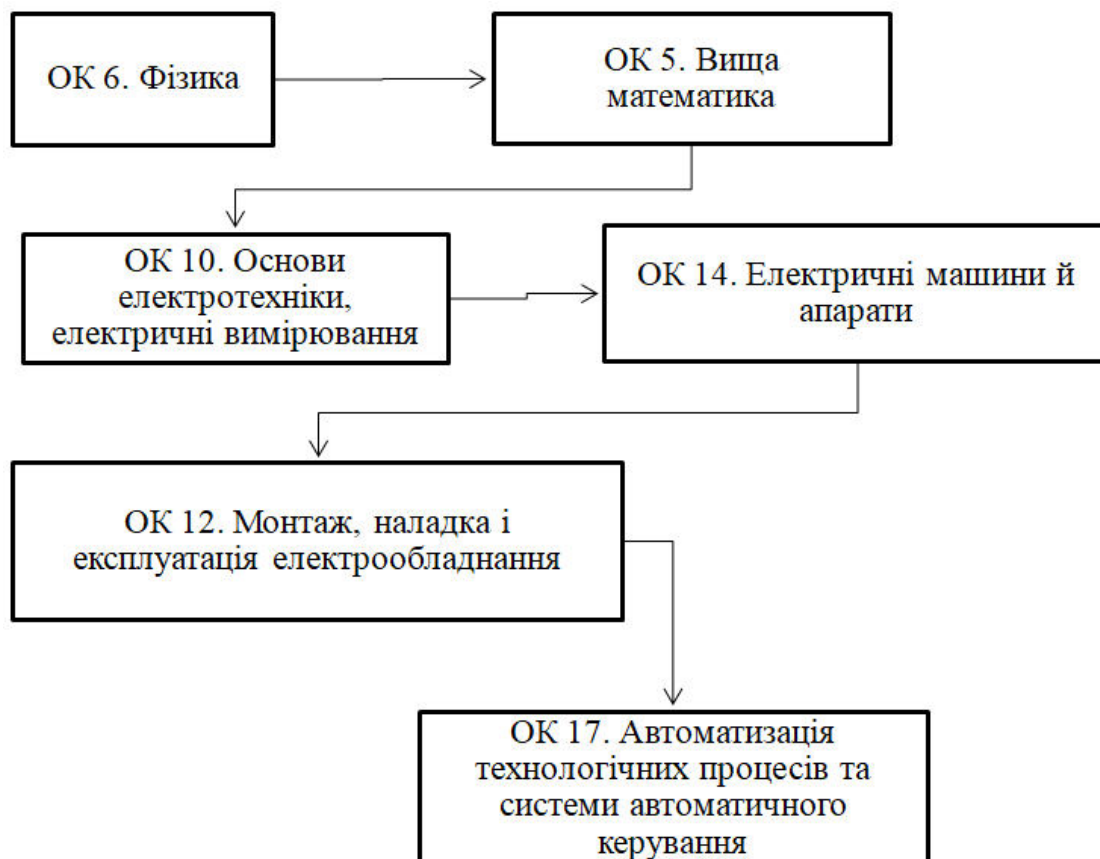 ОК 6. Фізика
ОК 5. Вища
математика
ОК 10. Основи
електротехніки,
електричні вимірювання
ОК 14. Електричні машини й
апарати
ОК 12. Монтаж, наладка і
експлуатація електрообладнання
ОК 17. Автоматизація
технологічних процесів та
системи автоматичного
керування